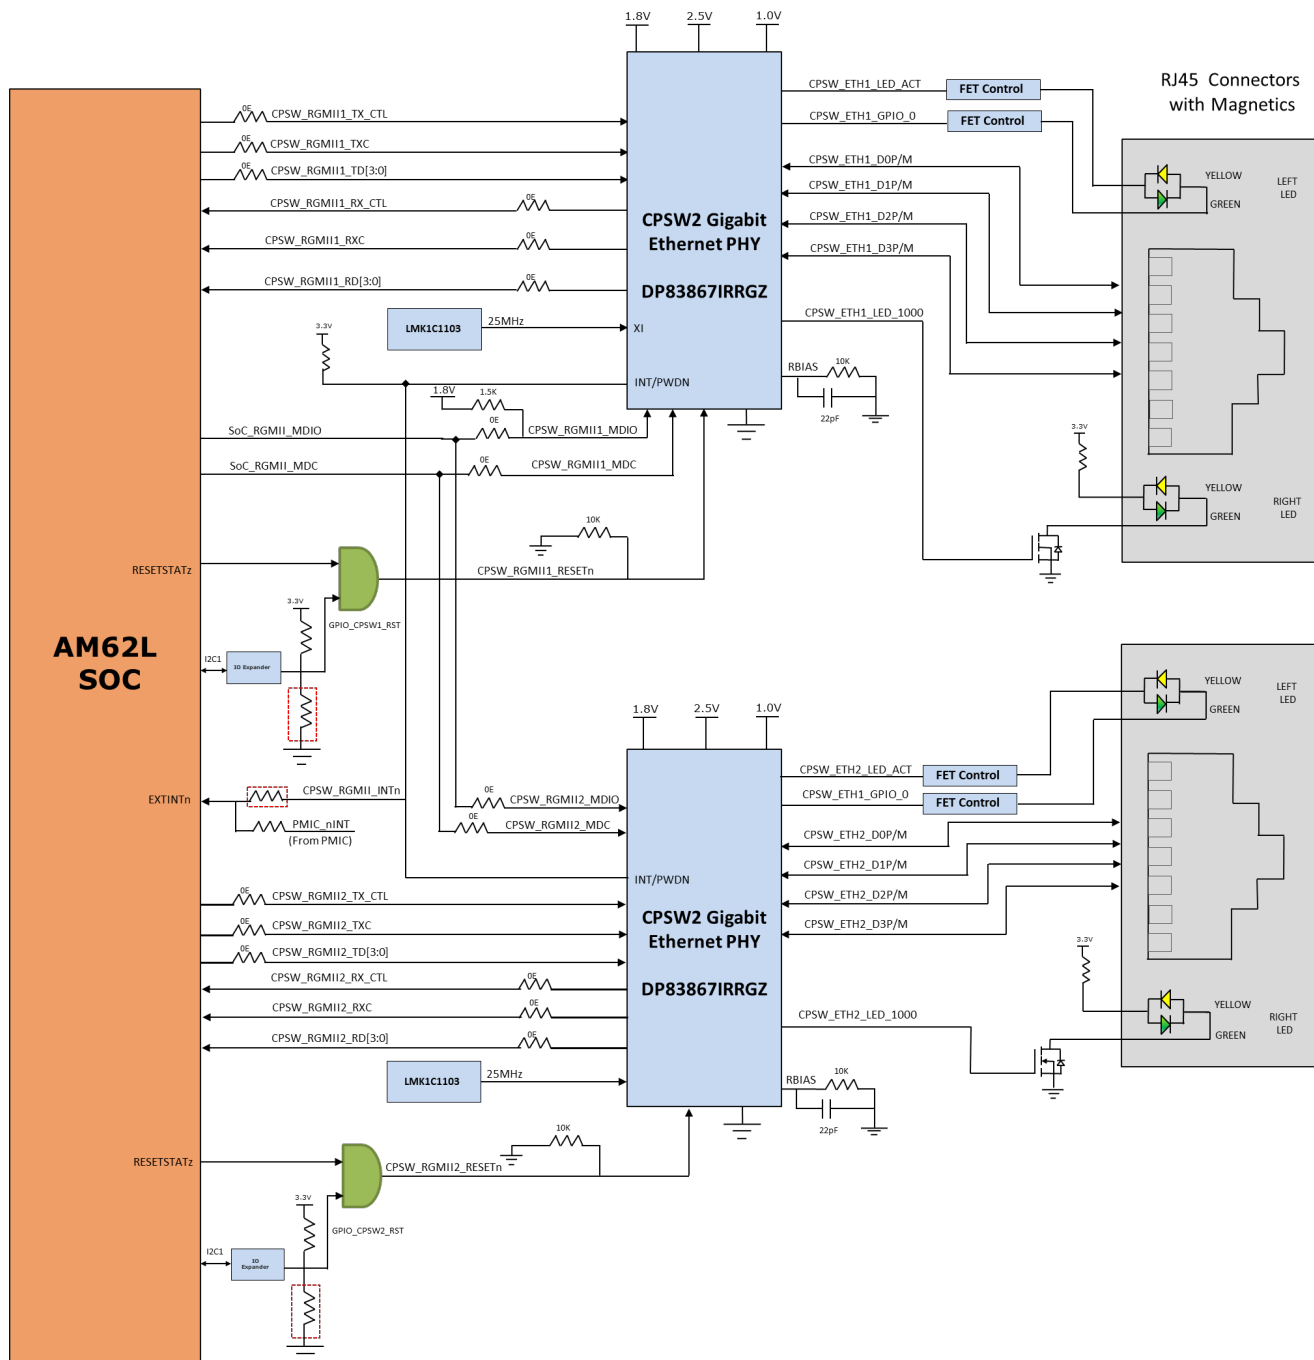 1.8V
2.5V
1.0V
RJ45 Connectors
with Magnetics
0E
CPSW_RGMII1_TX_CTL
0E
CPSW_RGMII1_TXC
0E
CPSW_RGMII1_TD[3:0]
CPSW_RGMII1_RX_CTL
0E
CPSW_RGMII1_RXC
0E
CPSW_RGMII1_RD[3:0]
0E
CPSW2 Gigabit
Ethernet PHY
DP83867IRRGZ
XI
INT/PWDN
LMK1C1103
25MHz
3.3V
CPSW_ETH1_LED_ACT
FET Control
CPSW_ETH1_GPIO_0
FET Control
CPSW_ETH1_D0P/M
CPSW_ETH1_D1P/M
CPSW_ETH1_D2P/M
CPSW_ETH1_D3P/M
CPSW_ETH1_LED_1000
RBIAS
10K
22pF
YELLOW
GREEN
LEFT
LED
3.3V
YELLOW
GREEN
RIGHT
LED
1.8V
1.5K
0E
SoC_RGMII_MDIO
CPSW_RGMII1_MDIO
SoC_RGMII_MDC
0E
CPSW_RGMII1_MDC
10K
RESETSTATz
CPSW_RGMII1_RESETn
3.3V
GPIO_CPSW1_RST
I2C1
IO Expander
AM62L
SOC
1.8V
2.5V
1.0V
EXTINTn
CPSW_RGMII_INTn
PMIC_nINT
(From PMIC)
0E
CPSW_RGMII2_MDIO
0E
CPSW_RGMII2_MDC
INT/PWDN
CPSW2 Gigabit
Ethernet PHY
DP83867IRRGZ
0E
CPSW_RGMII2_TX_CTL
0E
CPSW_RGMII2_TXC
0E
CPSW_RGMII2_TD[3:0]
CPSW_RGMII2_RX_CTL
0E
CPSW_RGMII2_RXC
0E
CPSW_RGMII2_RD[3:0]
0E
LMK1C1103
25MHz
CPSW_ETH2_LED_ACT
FET Control
CPSW_ETH1_GPIO_0
FET Control
CPSW_ETH2_D0P/M
CPSW_ETH2_D1P/M
CPSW_ETH2_D2P/M
CPSW_ETH2_D3P/M
CPSW_ETH2_LED_1000
RBIAS
10K
22pF
YELLOW
GREEN
LEFT
LED
3.3V
YELLOW
GREEN
RIGHT
LED
10K
RESETSTATz
CPSW_RGMII2_RESETn
3.3V
GPIO_CPSW2_RST
I2C1
IO
Expander